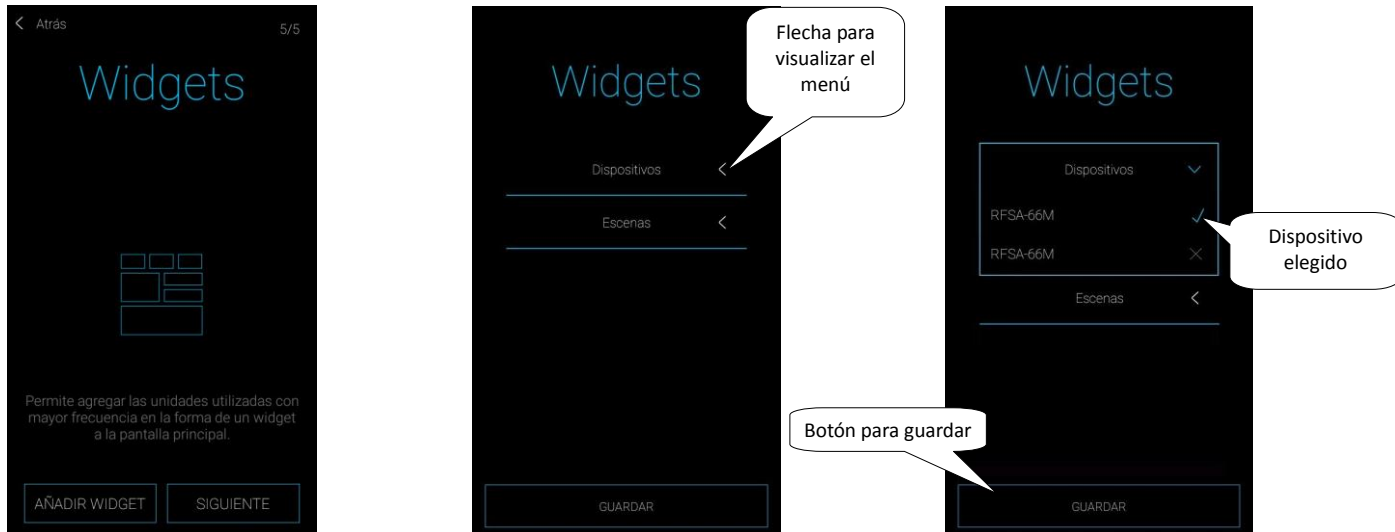 Atrás
5/5
Widgets
Permite agregar las unidades utilizadas con
mayor frecuencia en la forma de un widget
a la pantalla principal.
AÑADIR WIDGET
SIGUIENTE
Widgets
Flecha para
visualizar el
menú
Dispositivos
Escenas
GUARDAR
Widgets
Dispositivos
RFSA-66M
RFSA-66M
Dispositivo
elegido
Escenas
Botón para guardar
GUARDAR